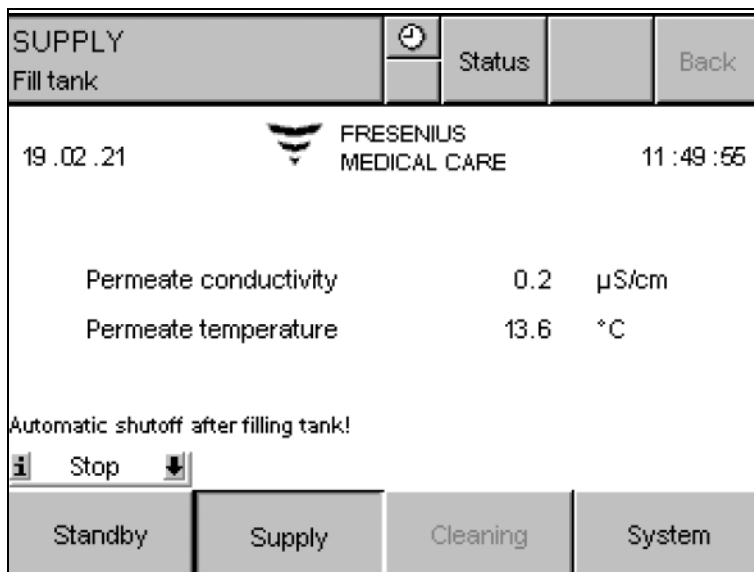 SUPPLY
Fill tank
Status
Back
19 .02 .21
FRESENIUS
MEDICAL CARE
11 :49 :55
Permeate conductivity 0.2 µS/cm
Permeate temperature 13.6 °C
Automatic shutoff after filling tank!
i Stop
Standby Supply Cleaning System